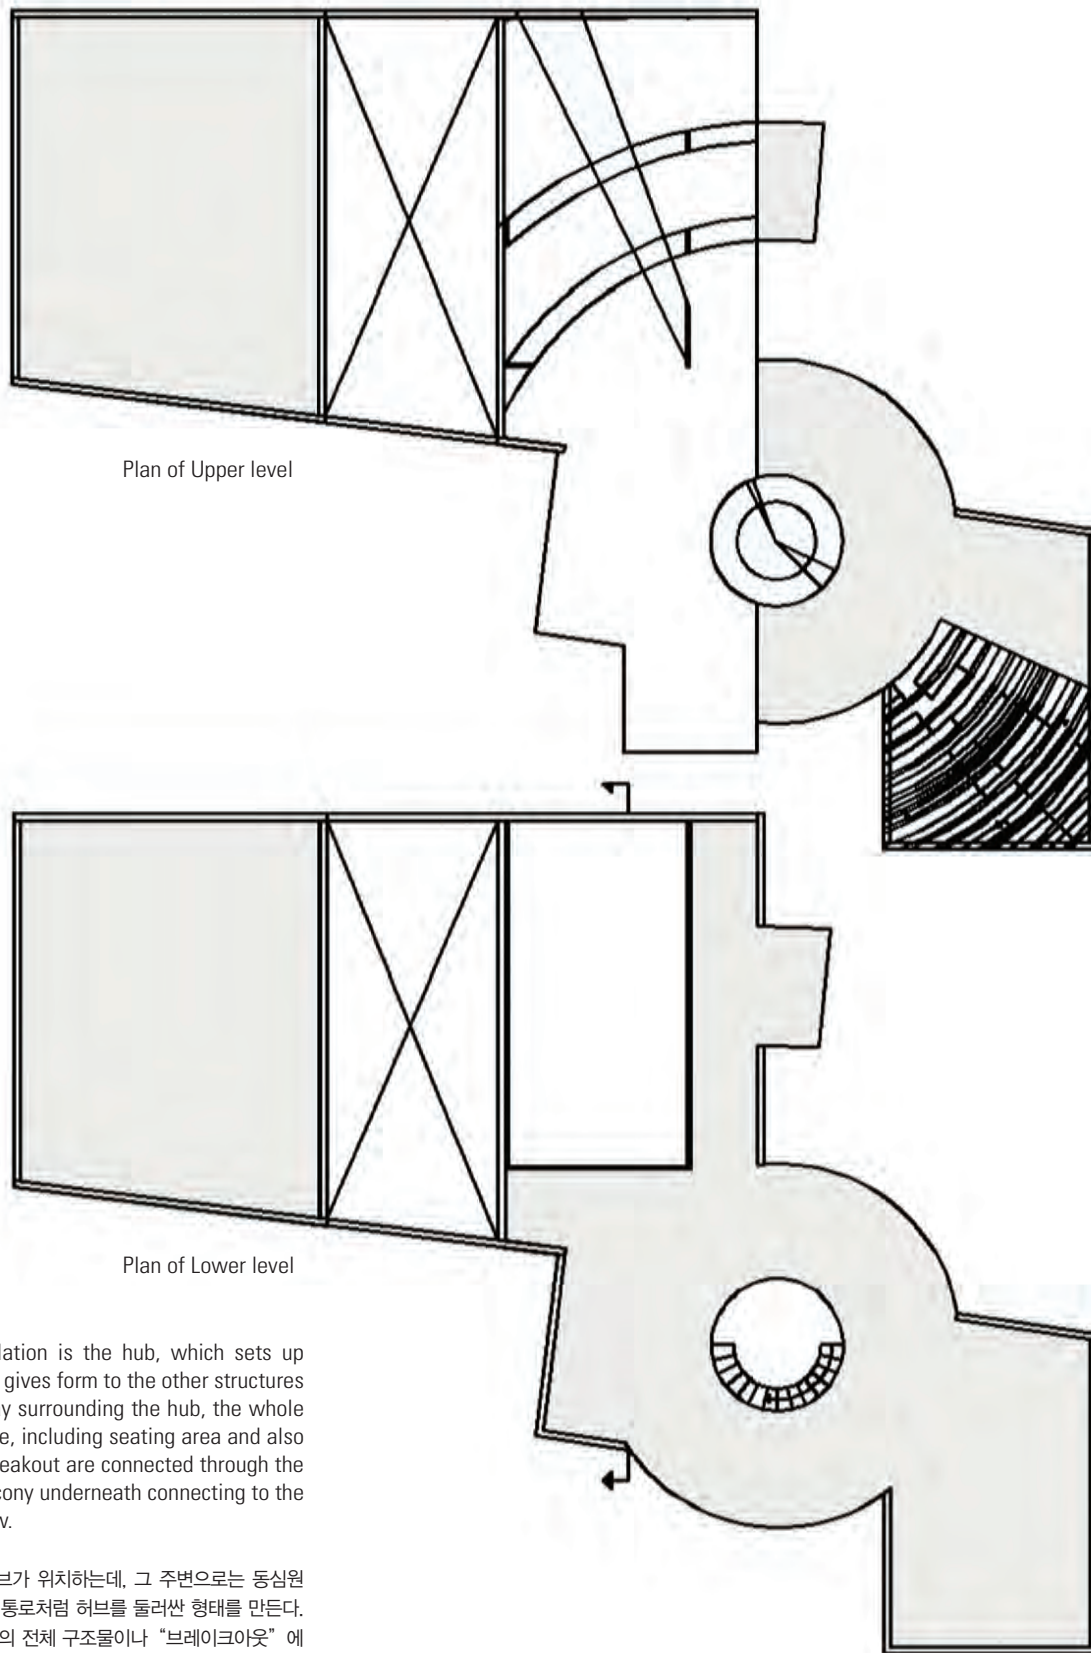 Plan of Upper level
Plan of Lower level
lation is the hub, which sets up
gives form to the other structures
y surrounding the hub, the whole
e, including seating area and also
eakout are connected through the
cony underneath connecting to the
w.
브가 위치하는데, 그 주변으로는 동심원
통로처럼 허브를 둘러싼 형태를 만든다.
의 전체 구조물이나 “브레이크아웃” 에